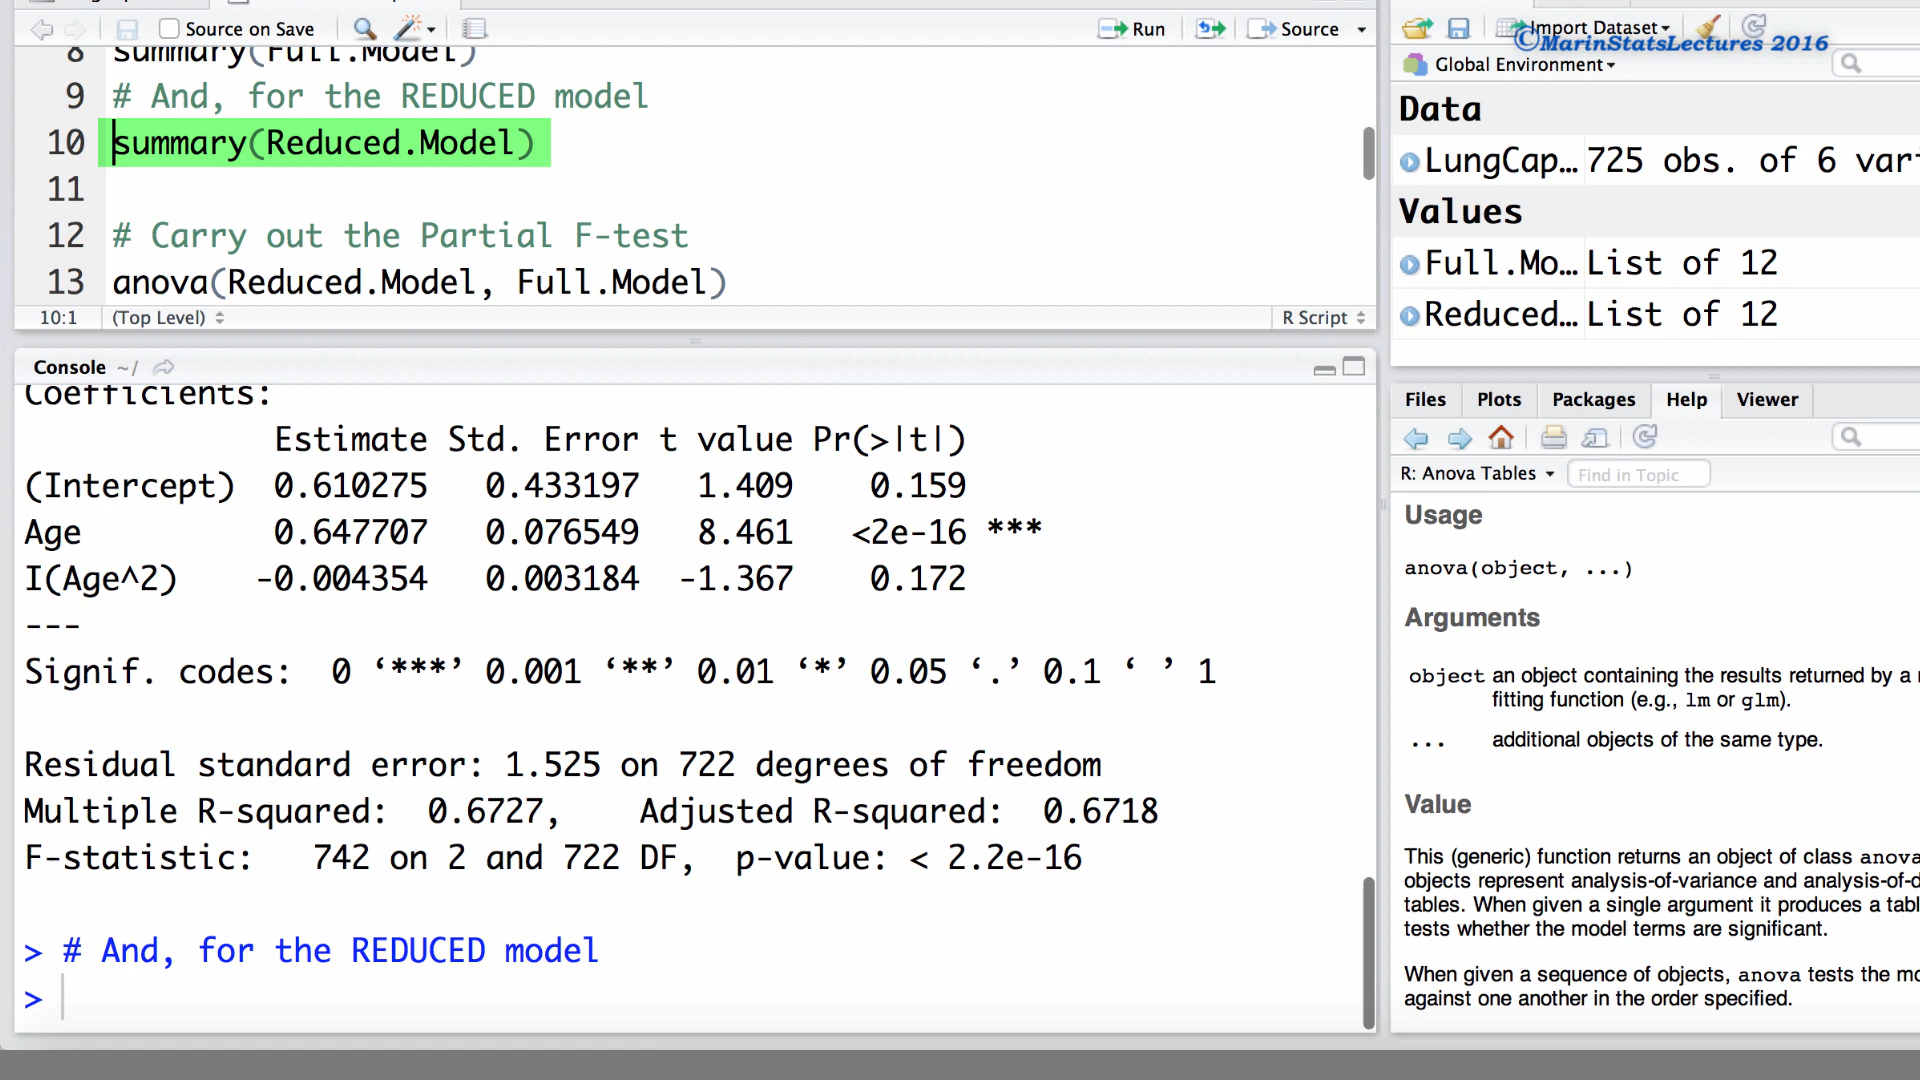 Source on Save
Run
Source
8 summary(Full.Model)
9 # And, for the REDUCED model
10 summary(Reduced.Model)
11
12 # Carry out the Partial F-test
13 anova(Reduced.Model, Full.Model)
10:1 (Top Level)
R Script
Console ~/
Coefficients:
Estimate Std. Error t value Pr(>|t|)
(Intercept) 0.610275 0.433197 1.409 0.159
Age 0.647707 0.076549 8.461 <2e-16 ***
I(Age^2) -0.004354 0.003184 -1.367 0.172
---
Signif. codes: 0 ‘***’ 0.001 ‘**’ 0.01 ‘*’ 0.05 ‘.’ 0.1 ‘ ’ 1
Residual standard error: 1.525 on 722 degrees of freedom
Multiple R-squared: 0.6727, Adjusted R-squared: 0.6718
F-statistic: 742 on 2 and 722 DF, p-value: < 2.2e-16
> # And, for the REDUCED model
>
Import Dataset
©MarinStatsLectures 2016
Global Environment
Data
LungCap… 725 obs. of 6 vari
Values
Full.Mo… List of 12
Reduced… List of 12
Files Plots Packages Help Viewer
R: Anova Tables Find in Topic
Usage
anova(object, ...)
Arguments
object an object containing the results returned by a
fitting function (e.g., lm or glm).
... additional objects of the same type.
Value
This (generic) function returns an object of class anova
objects represent analysis-of-variance and analysis-of-d
tables. When given a single argument it produces a tabl
tests whether the model terms are significant.
When given a sequence of objects, anova tests the mo
against one another in the order specified.